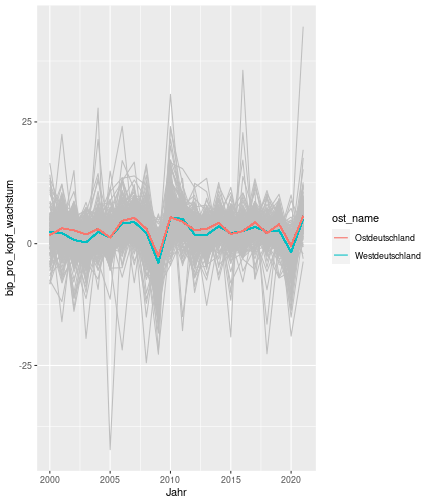 25
0
-25
bip_pro_kopf_wachstum
2000
2005
2010
2015
2020
Jahr
ost_name
Ostdeutschland
Westdeutschland